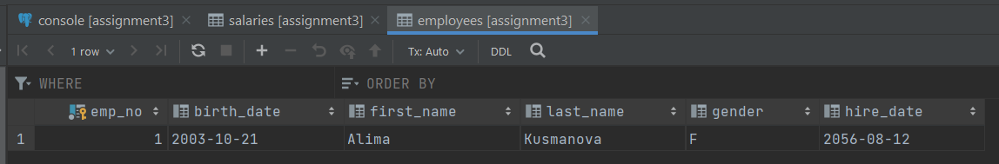 console [assignment3] salaries [assignment3] employees [assignment3]
1 row Tx: Auto DDL
WHERE ORDER BY
emp_no birth_date first_name last_name gender hire_date
1 1 2003-10-21 Alima Kusmanova F 2056-08-12